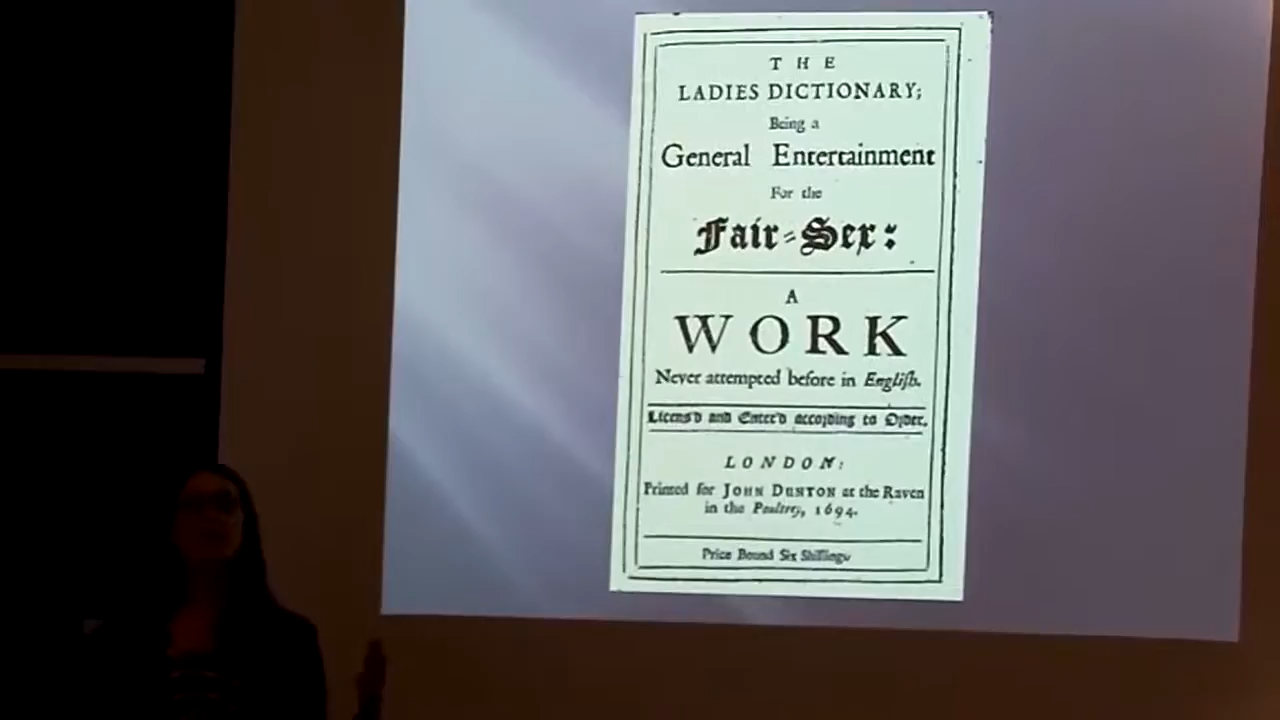 THE
LADIES DICTIONARY;
Being a
General Entertainment
For the
Fair-Sex:
A
WORK
Never attempted before in Engliſh.
Licens'd and Enter'd according to Order.
LONDON:
Printed for JOHN DUNTON at the Raven
in the Poultrey, 1694.
Price Bound Six Shillings